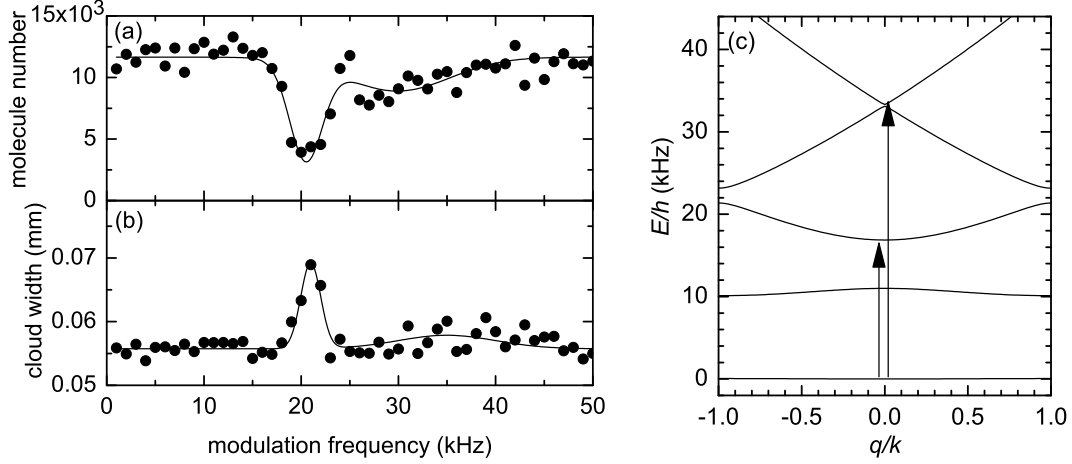 15x10³
(a)
10
5
0
molecule number
(b)
0.07
0.06
0.05
cloud width (mm)
0 10 20 30 40 50
modulation frequency (kHz)
(c)
40
30
20
10
0
E/h (kHz)
-1.0 -0.5 0.0 0.5 1.0
q/k